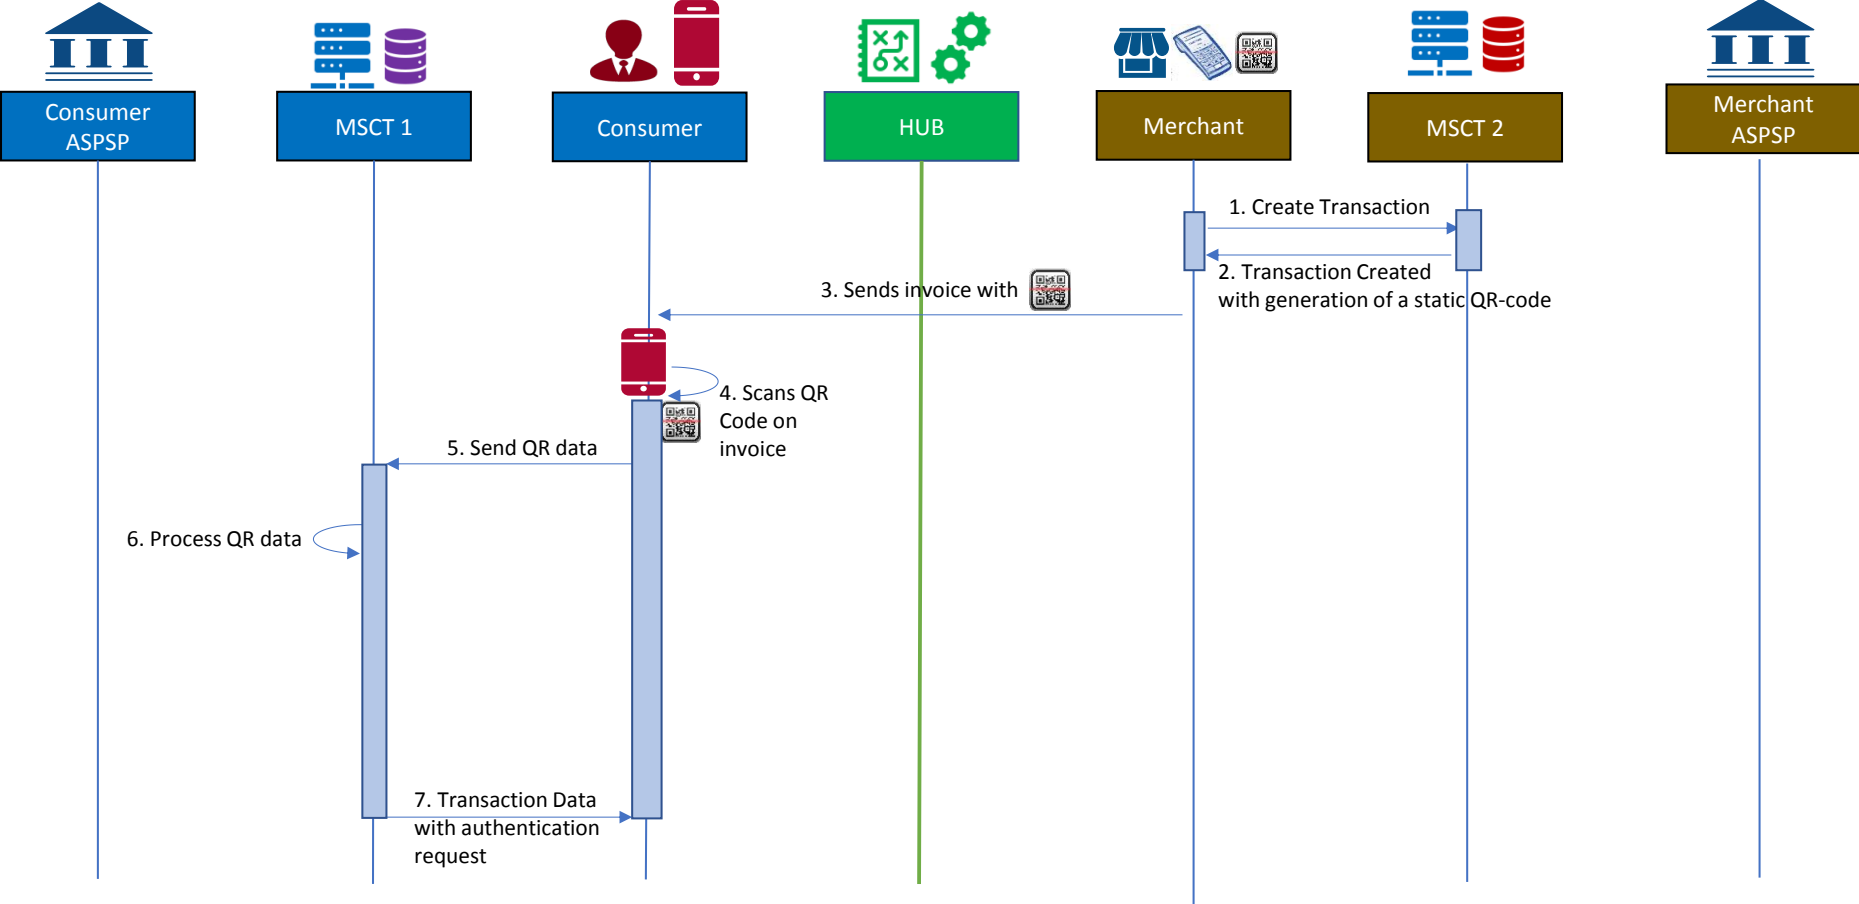 Consumer
ASPSP
MSCT 1
Consumer
HUB
Merchant
MSCT 2
Merchant
ASPSP
1. Create Transaction
2. Transaction Created
with generation of a static QR-code
3. Sends invoice with
4. Scans QR
Code on
invoice
5. Send QR data
6. Process QR data
7. Transaction Data
with authentication
request